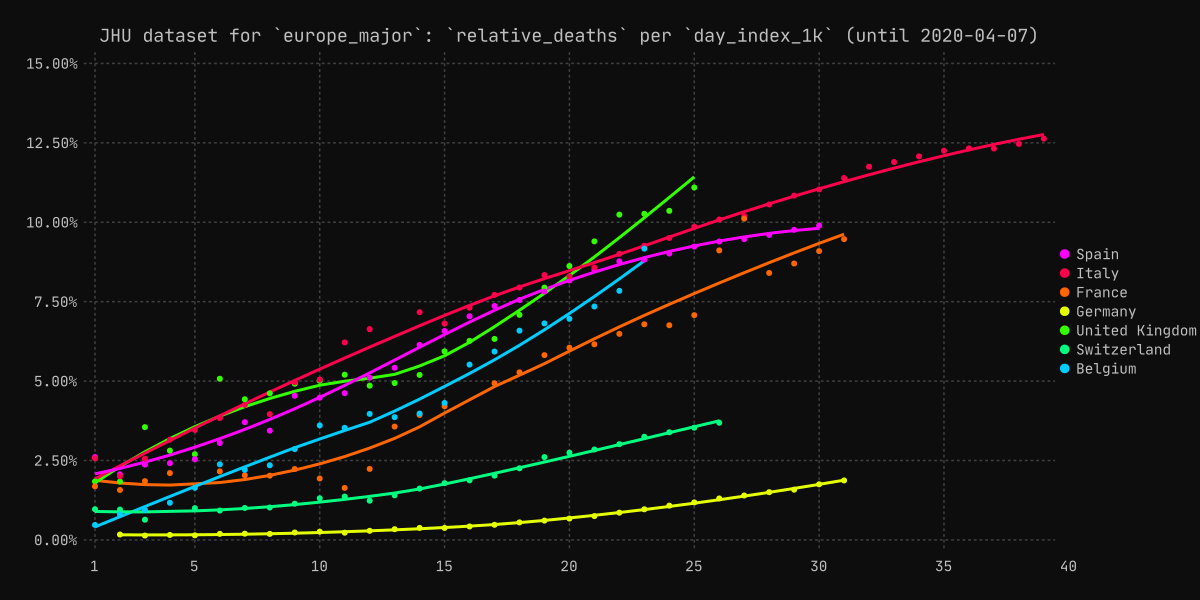 JHU dataset for `europe_major`: `relative_deaths` per `day_index_1k` (until 2020-04-07)
15.00%
12.50%
10.00%
7.50%
5.00%
2.50%
0.00%
1 5 10 15 20 25 30 35 40
Spain
Italy
France
Germany
United Kingdom
Switzerland
Belgium